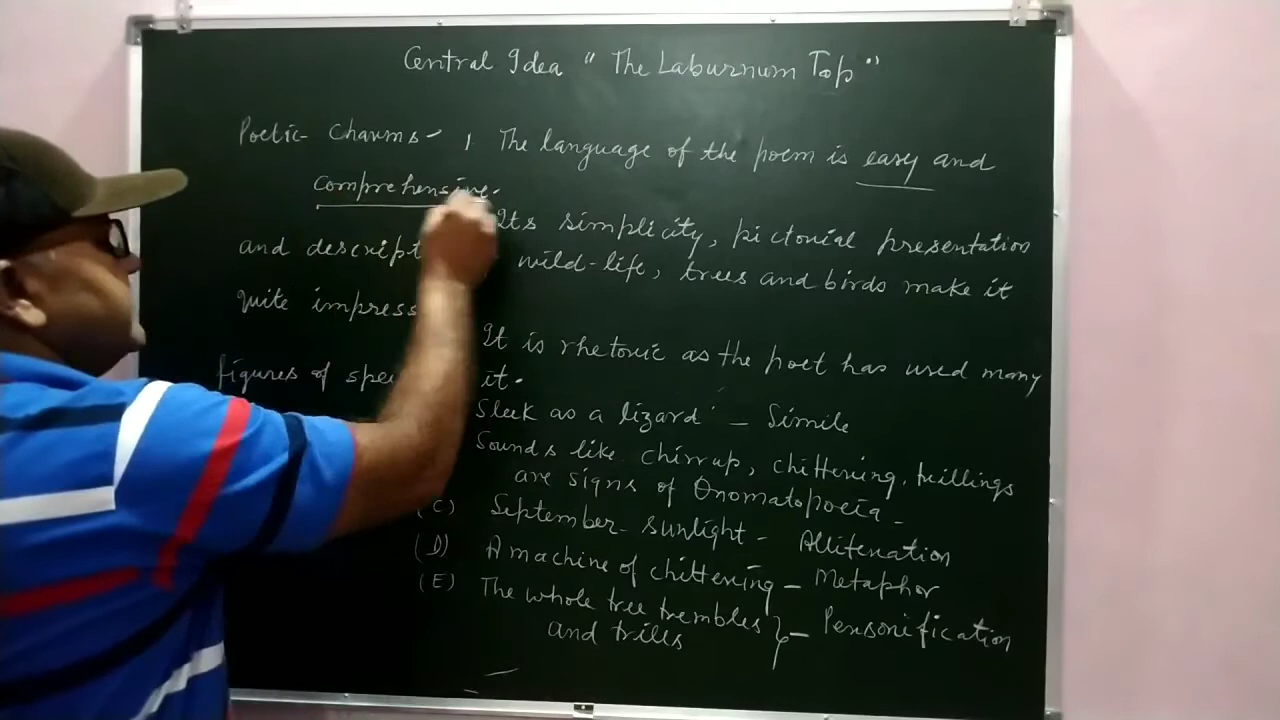 Central Idea "The Laburnum Top"
Poetic Charms - 1. The language of the poem is easy and
comprehensive.
Its simplicity, pictorial presentation
and descript wild-life, trees and birds make it
quite impress
It is rhetoric as the poet has used many
figures of spee it.
Sleek as a lizard' - Simile
Sounds like chirrup, chittering, trillings
are signs of Onomatopoeia -
(C) September - sunlight - Alliteration
(D) A machine of chittering - Metaphor
(E) The whole tree trembles } - Personification
and trills